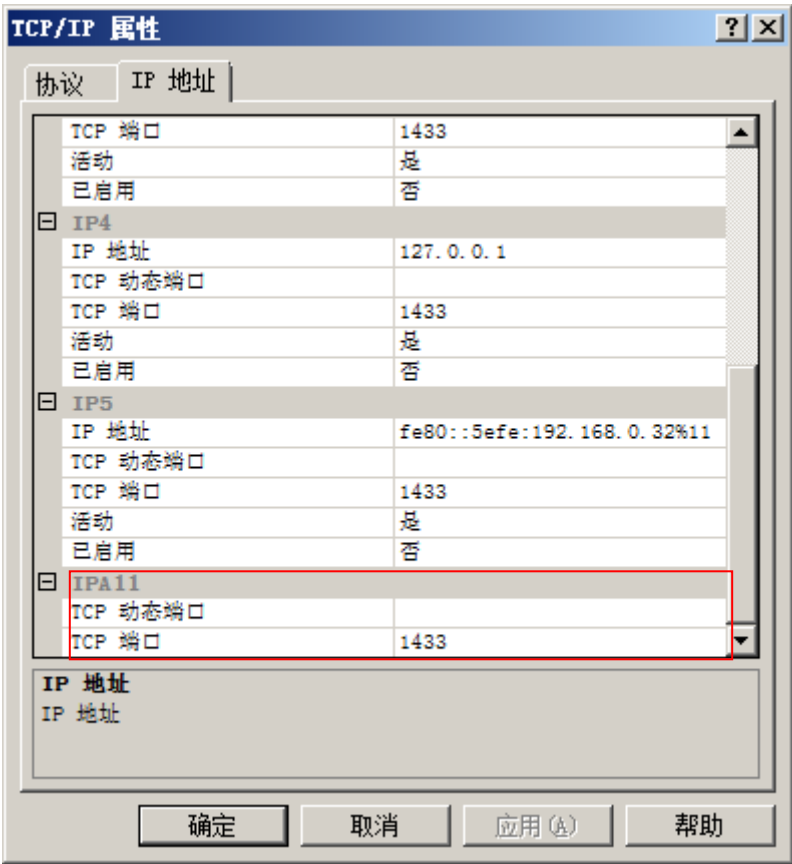 TCP/IP 属性
协议 IP 地址
TCP 端口 1433
活动 是
已启用 否
IP4
IP 地址 127.0.0.1
TCP 动态端口
TCP 端口 1433
活动 是
已启用 否
IP5
IP 地址 fe80::5efe:192.168.0.32%11
TCP 动态端口
TCP 端口 1433
活动 是
已启用 否
IPAll
TCP 动态端口
TCP 端口 1433
IP 地址
IP 地址
确定 取消 应用(A) 帮助